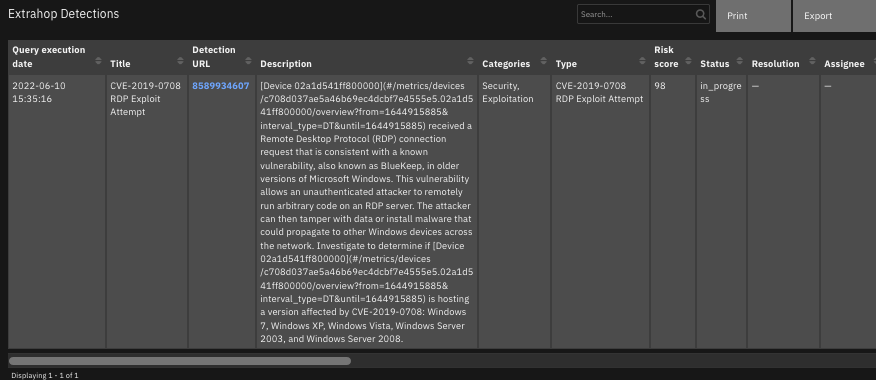 Extrahop Detections
Search...
Print
Export
Query execution date
Title
Detection URL
Description
Categories
Type
Risk score
Status
Resolution
Assignee
2022-06-10
15:35:16
CVE-2019-0708
RDP Exploit
Attempt
8589934607
[Device 02a1d541ff800000](#/metrics/devices
/c708d037ae5a46b69ec4dcbf7e4555e5.02a1d5
41ff800000/overview?from=1644915885&
interval_type=DT&until=1644915885) received a
Remote Desktop Protocol (RDP) connection
request that is consistent with a known
vulnerability, also known as BlueKeep, in older
versions of Microsoft Windows. This vulnerability
allows an unauthenticated attacker to remotely
run arbitrary code on an RDP server. The attacker
can then tamper with data or install malware that
could propagate to other Windows devices across
the network. Investigate to determine if [Device
02a1d541ff800000](#/metrics/devices
/c708d037ae5a46b69ec4dcbf7e4555e5.02a1d5
41ff800000/overview?from=1644915885&
interval_type=DT&until=1644915885) is hosting
a version affected by CVE-2019-0708: Windows
7, Windows XP, Windows Vista, Windows Server
2003, and Windows Server 2008.
Security,
Exploitation
CVE-2019-0708
RDP Exploit Attempt
98
in_progre
ss
—
—
Displaying 1 - 1 of 1